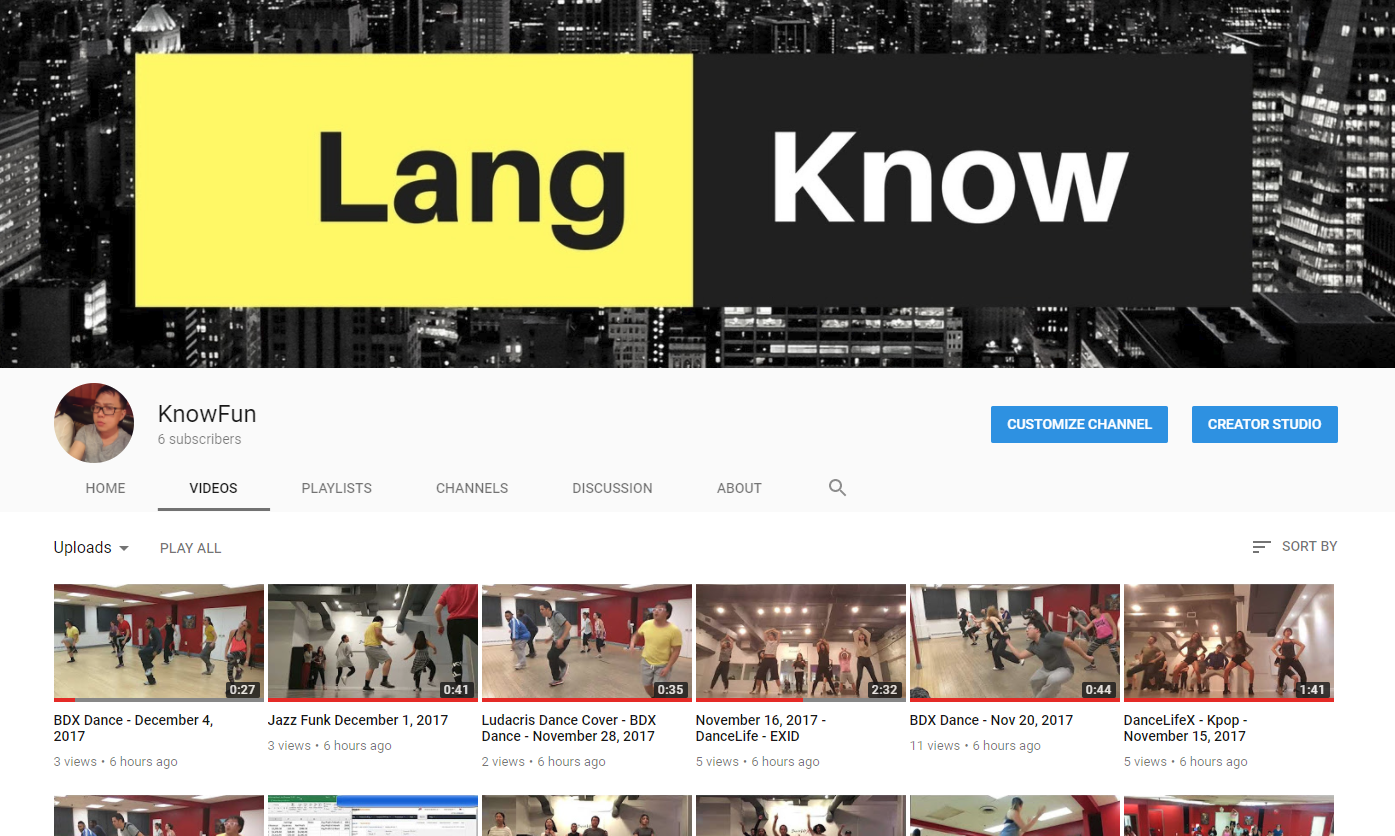 Lang Know
KnowFun
6 subscribers
CUSTOMIZE CHANNEL
CREATOR STUDIO
HOME VIDEOS PLAYLISTS CHANNELS DISCUSSION ABOUT
Uploads PLAY ALL SORT BY
0:27 0:41 0:35 2:32 0:44 1:41
BDX Dance - December 4,
2017
3 views • 6 hours ago
Jazz Funk December 1, 2017
3 views • 6 hours ago
Ludacris Dance Cover - BDX
Dance - November 28, 2017
2 views • 6 hours ago
November 16, 2017 -
DanceLife - EXID
5 views • 6 hours ago
BDX Dance - Nov 20, 2017
11 views • 6 hours ago
DanceLifeX - Kpop -
November 15, 2017
5 views • 6 hours ago